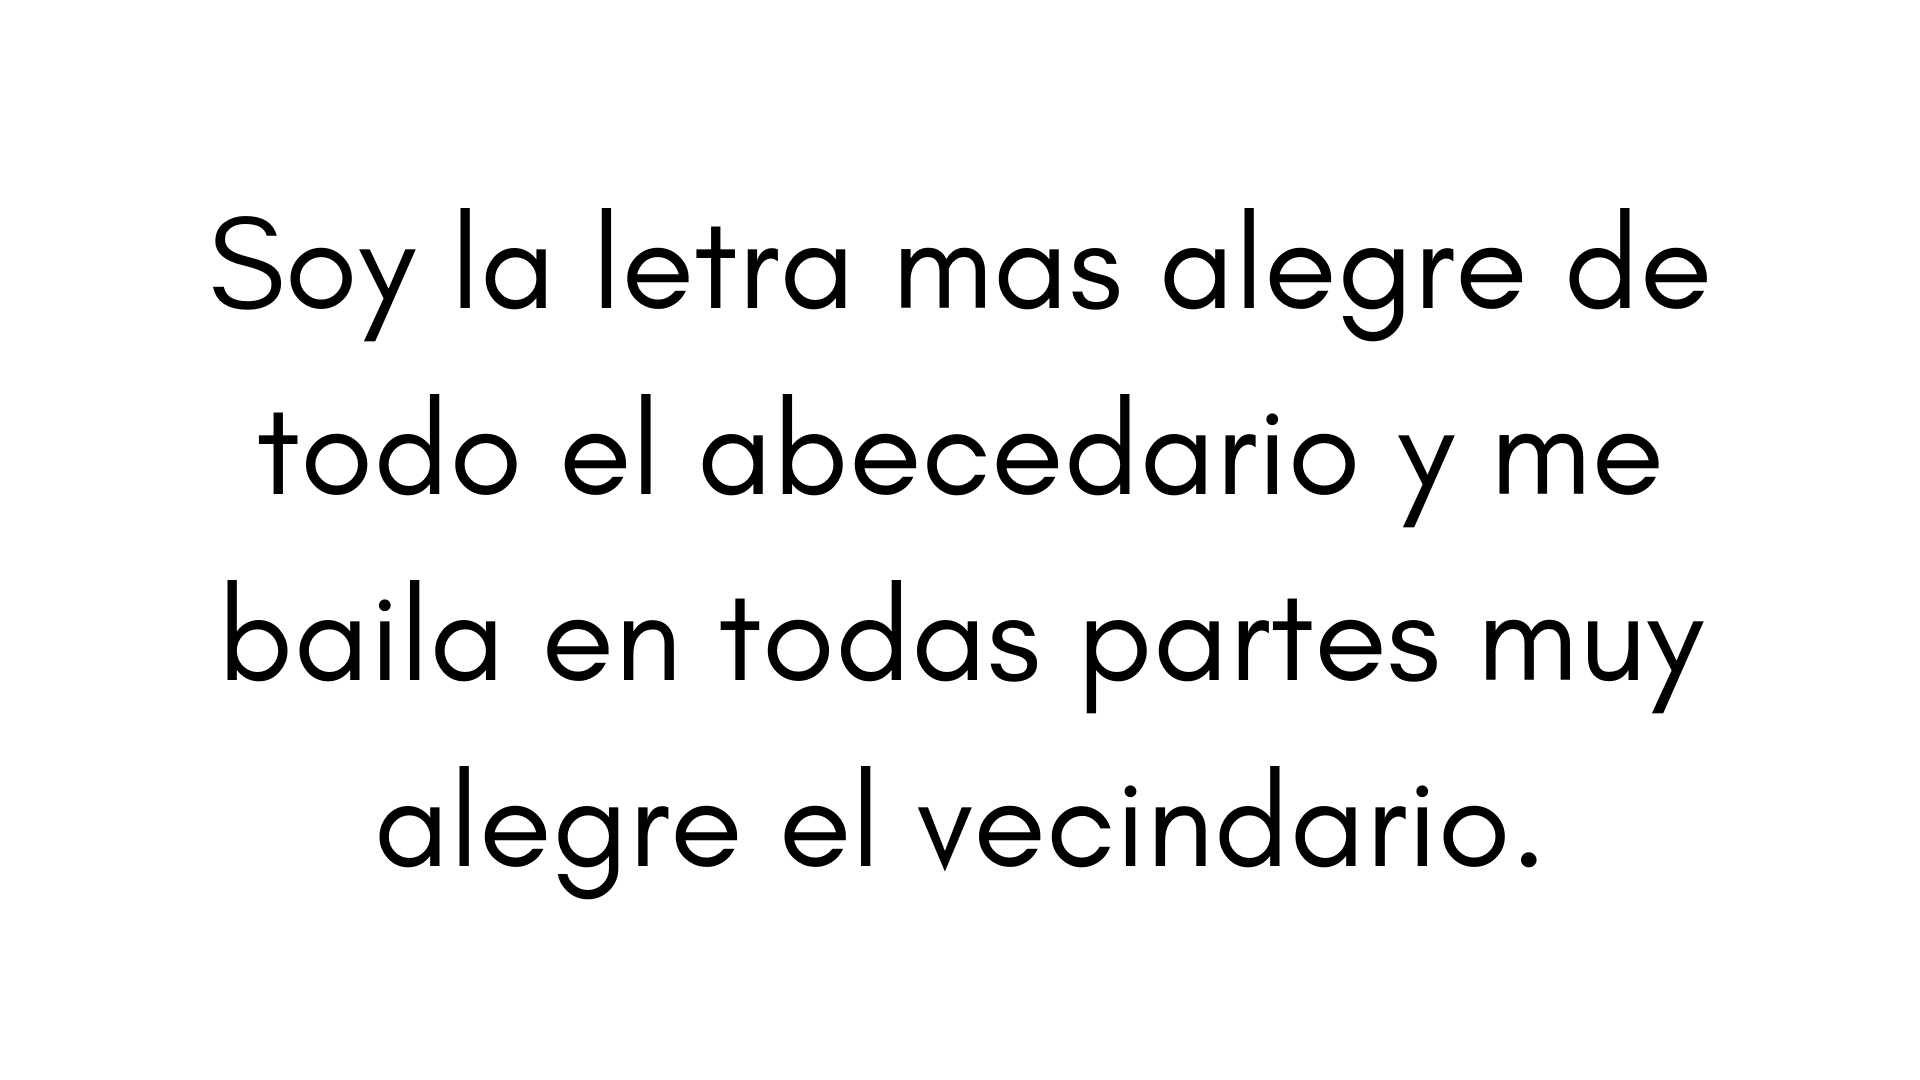 Soy la letra mas alegre de
todo el abecedario y me
baila en todas partes muy
alegre el vecindario.